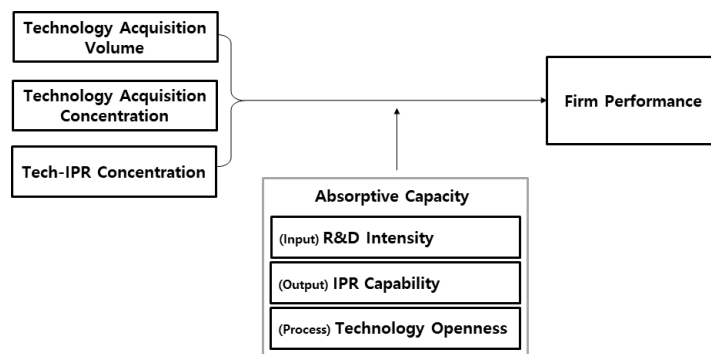 Technology Acquisition
Volume
Technology Acquisition
Concentration
Tech-IPR Concentration
Firm Performance
Absorptive Capacity
(Input) R&D Intensity
(Output) IPR Capability
(Process) Technology Openness